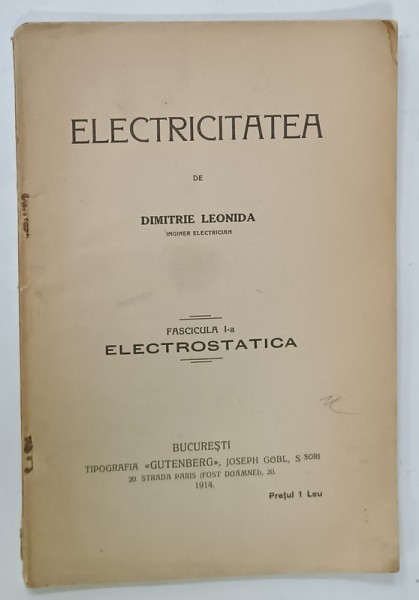 ELECTRICITATEA
DE
DIMITRIE LEONIDA
INGINER ELECTRICIAN
FASCICULA I-a
ELECTROSTATICA
BUCUREŞTI
TIPOGRAFIA «GUTENBERG», JOSEPH GÖBL, S-SORI
20. STRADA PARIS (FOST DOAMNEI), 20.
1914.
Preţul 1 Leu